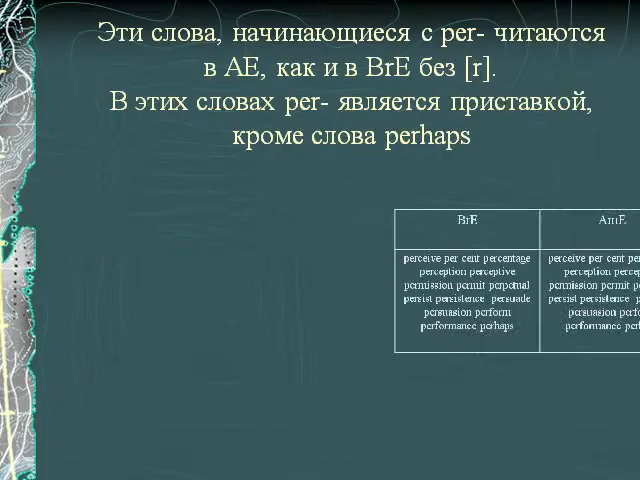 Эти слова, начинающиеся с per- читаются
в AE, как и в BrE без [r].
В этих словах per- является приставкой,
кроме слова perhaps
BrE
AmE
perceive per cent percentage
perception perceptive
permission permit perpetual
persist persistence persuade
persuasion perform
performance perhaps
perceive per cent
perception
permission permit
persist persistence
persuasion
performance